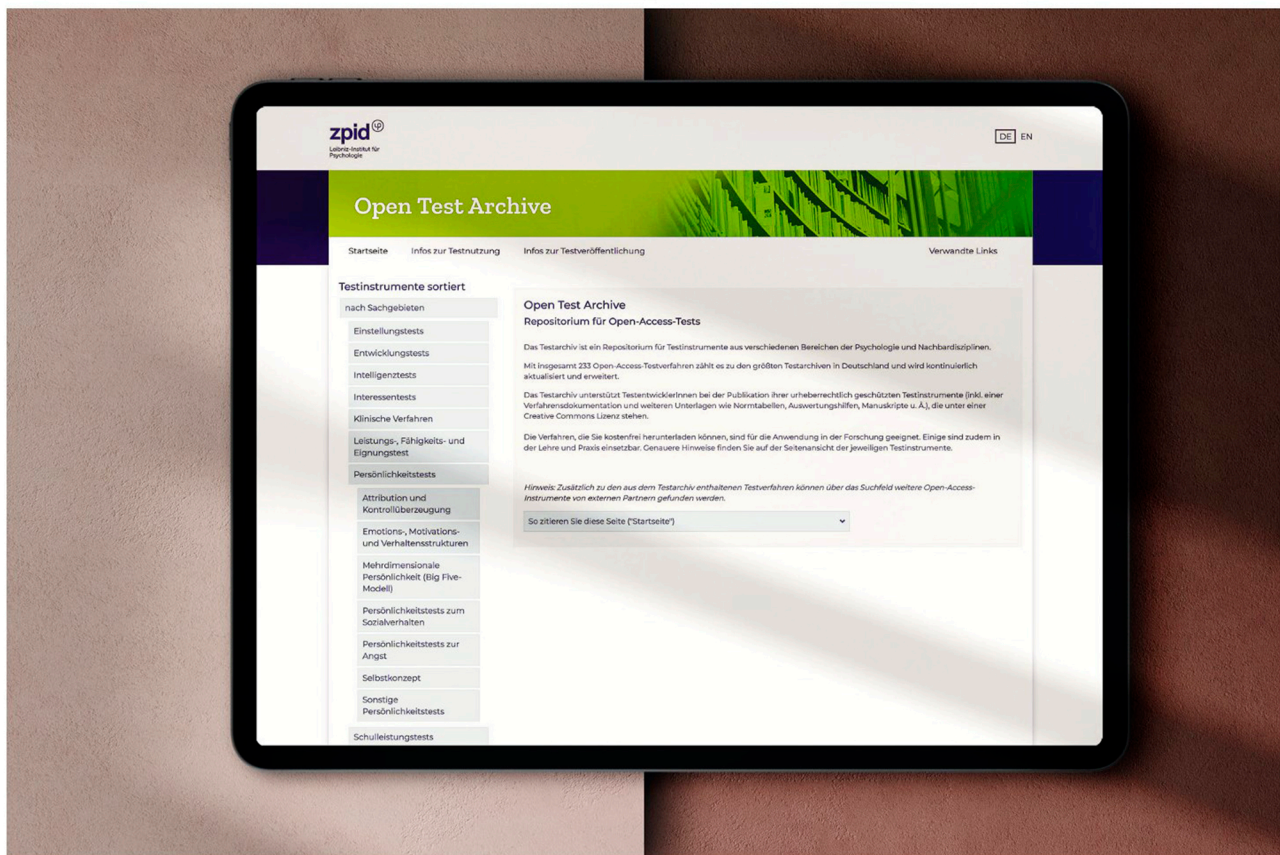 zpid
Leibniz-Institut für
Psychologie
DE EN
Open Test Archive
Startseite Infos zur Testnutzung Infos zur Testveröffentlichung Verwandte Links
Testinstrumente sortiert
nach Sachgebieten
Einstellungstests
Entwicklungstests
Intelligenztests
Interessentests
Klinische Verfahren
Leistungs-, Fähigkeits- und
Eignungstest
Persönlichkeitstests
Attribution und
Kontrollüberzeugung
Emotions-, Motivations-
und Verhaltensstrukturen
Mehrdimensionale
Persönlichkeit (Big Five-
Modell)
Persönlichkeitstests zum
Sozialverhalten
Persönlichkeitstests zur
Angst
Selbstkonzept
Sonstige
Persönlichkeitstests
Schulleistungstests
Open Test Archive
Repositorium für Open-Access-Tests
Das Testarchiv ist ein Repositorium für Testinstrumente aus verschiedenen Bereichen der Psychologie und Nachbardisziplinen.
Mit insgesamt 233 Open-Access-Testverfahren zählt es zu den größten Testarchiven in Deutschland und wird kontinuierlich
aktualisiert und erweitert.
Das Testarchiv unterstützt TestentwicklerInnen bei der Publikation ihrer urheberrechtlich geschützten Testinstrumente (inkl. einer
Verfahrensdokumentation und weiteren Unterlagen wie Normtabellen, Auswertungshilfen, Manuskripte u. Ä.), die unter einer
Creative Commons Lizenz stehen.
Die Verfahren, die Sie kostenfrei herunterladen können, sind für die Anwendung in der Forschung geeignet. Einige sind zudem in
der Lehre und Praxis einsetzbar. Genauere Hinweise finden Sie auf der Seitenansicht der jeweiligen Testinstrumente.
Hinweis: Zusätzlich zu den aus dem Testarchiv enthaltenen Testverfahren können über das Suchfeld weitere Open-Access-
Instrumente von externen Partnern gefunden werden.
So zitieren Sie diese Seite ("Startseite")